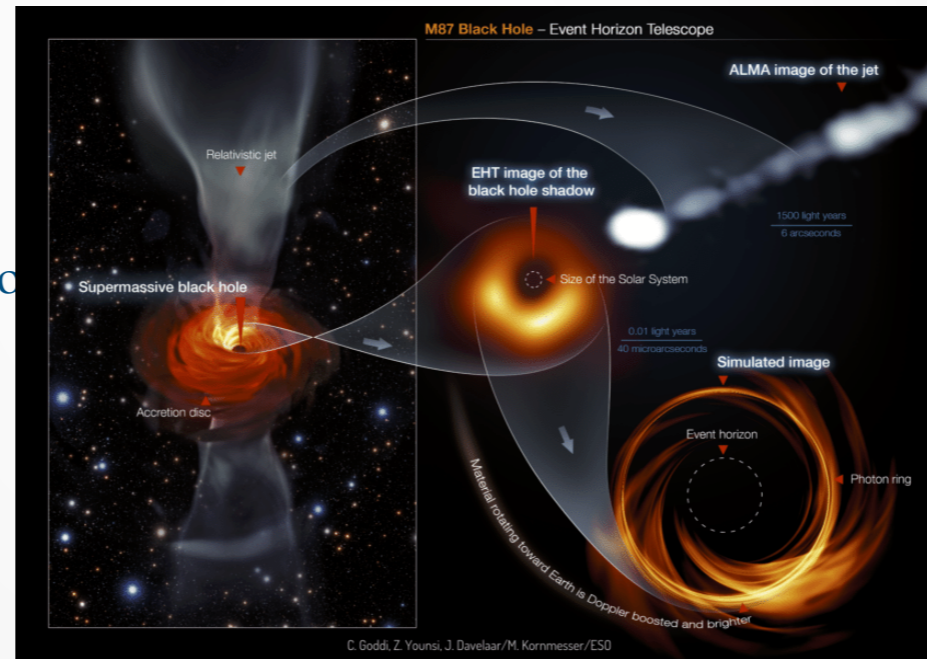 M87 Black Hole – Event Horizon Telescope
ALMA image of the jet
Relativistic jet
EHT image of the
black hole shadow
1500 light years
6 arcseconds
Size of the Solar System
Supermassive black hole
0.01 light years
40 microarcseconds
Simulated image
Accretion disc
Event horizon
Photon ring
Material rotating toward Earth is Doppler boosted and brighter
C. Goddi, Z. Younsi, J. Davelaar/M. Kornmesser/ESO